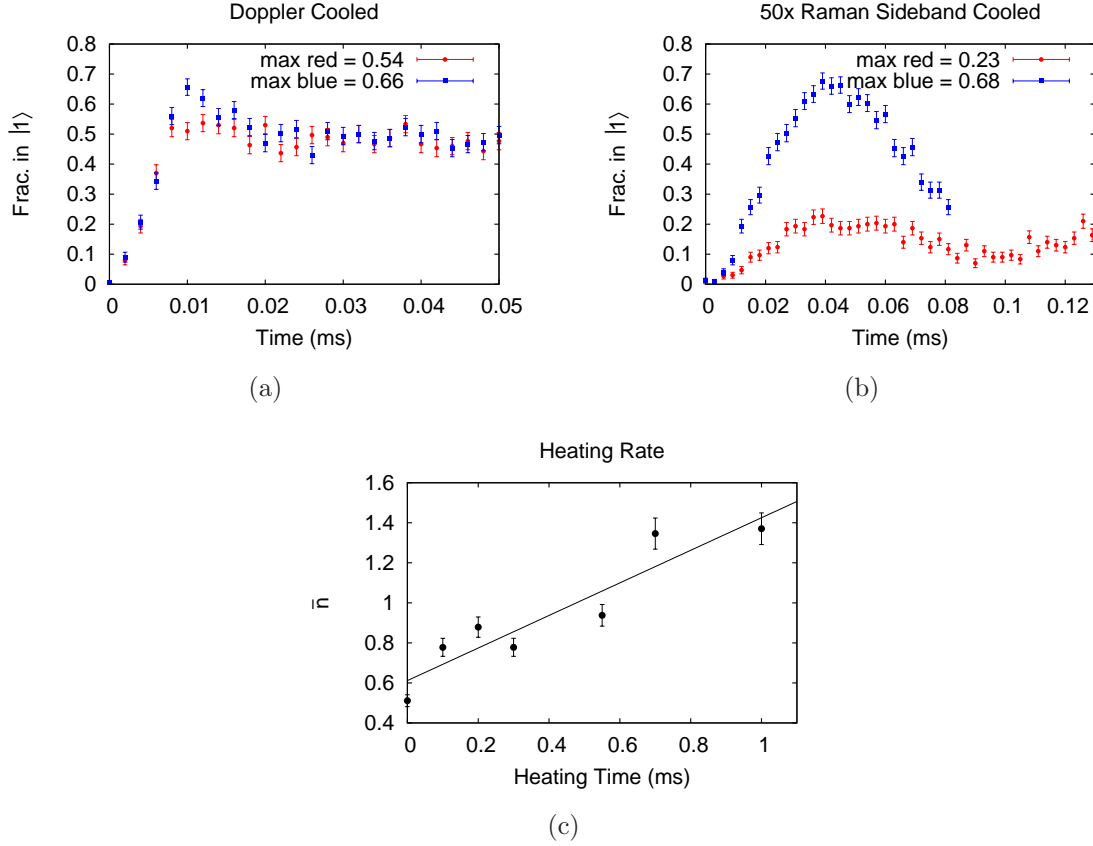 Doppler Cooled
max red = 0.54
max blue = 0.66
Frac. in |1⟩
0.8
0.7
0.6
0.5
0.4
0.3
0.2
0.1
0
0 0.01 0.02 0.03 0.04 0.05
Time (ms)
(a)
50x Raman Sideband Cooled
max red = 0.23
max blue = 0.68
Frac. in |1⟩
0.8
0.7
0.6
0.5
0.4
0.3
0.2
0.1
0
0 0.02 0.04 0.06 0.08 0.1 0.12
Time (ms)
(b)
Heating Rate
n̅
1.6
1.4
1.2
1
0.8
0.6
0.4
0 0.2 0.4 0.6 0.8 1
Heating Time (ms)
(c)